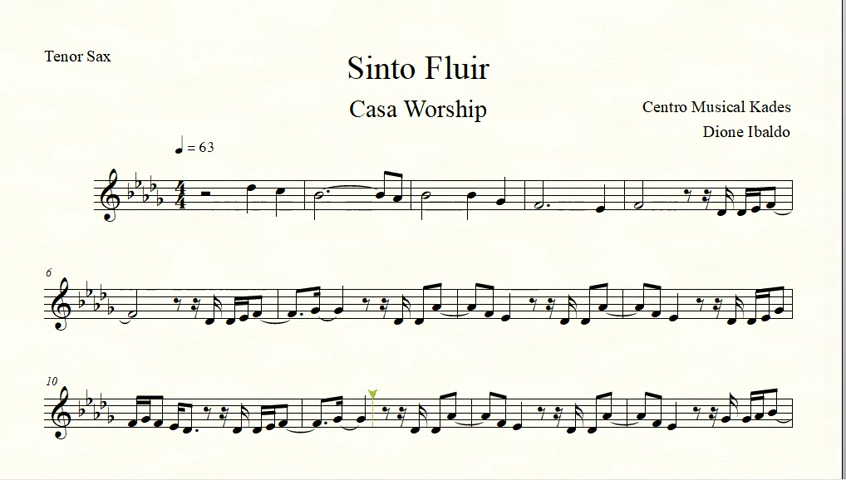 Tenor Sax
Sinto Fluir
Casa Worship
Centro Musical Kades
Dione Ibaldo
= 63
4
4
6
10